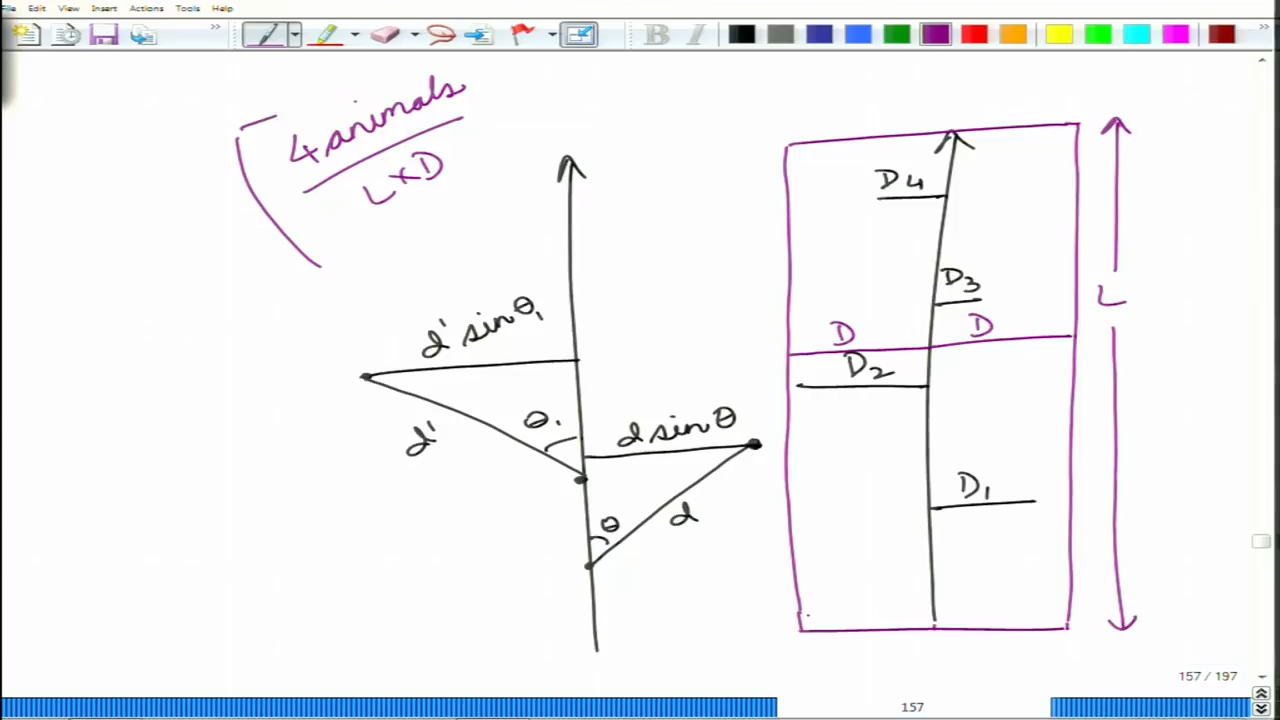 File Edit View Insert Actions Tools Help
B I
4 animals
L×D
d' sin θ₁
d'
θ₁
d sin θ
θ
d
D4
D3
D D
D2
D1
L
157 / 197
157